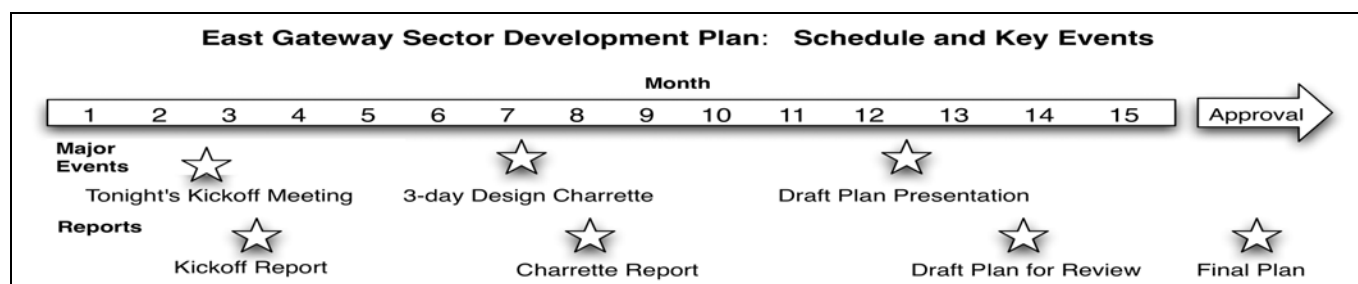 East Gateway Sector Development Plan: Schedule and Key Events
Month
1 2 3 4 5 6 7 8 9 10 11 12 13 14 15 Approval
Major
Events
Tonight's Kickoff Meeting 3-day Design Charrette Draft Plan Presentation
Reports
Kickoff Report Charrette Report Draft Plan for Review Final Plan